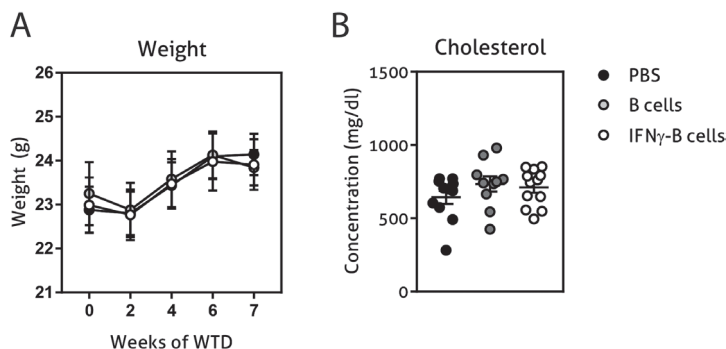 A
Weight
26
25
24
23
22
21
Weight (g)
0 2 4 6 7
Weeks of WTD
B
Cholesterol
1500
1000
500
0
Concentration (mg/dl)
PBS
B cells
IFNγ-B cells